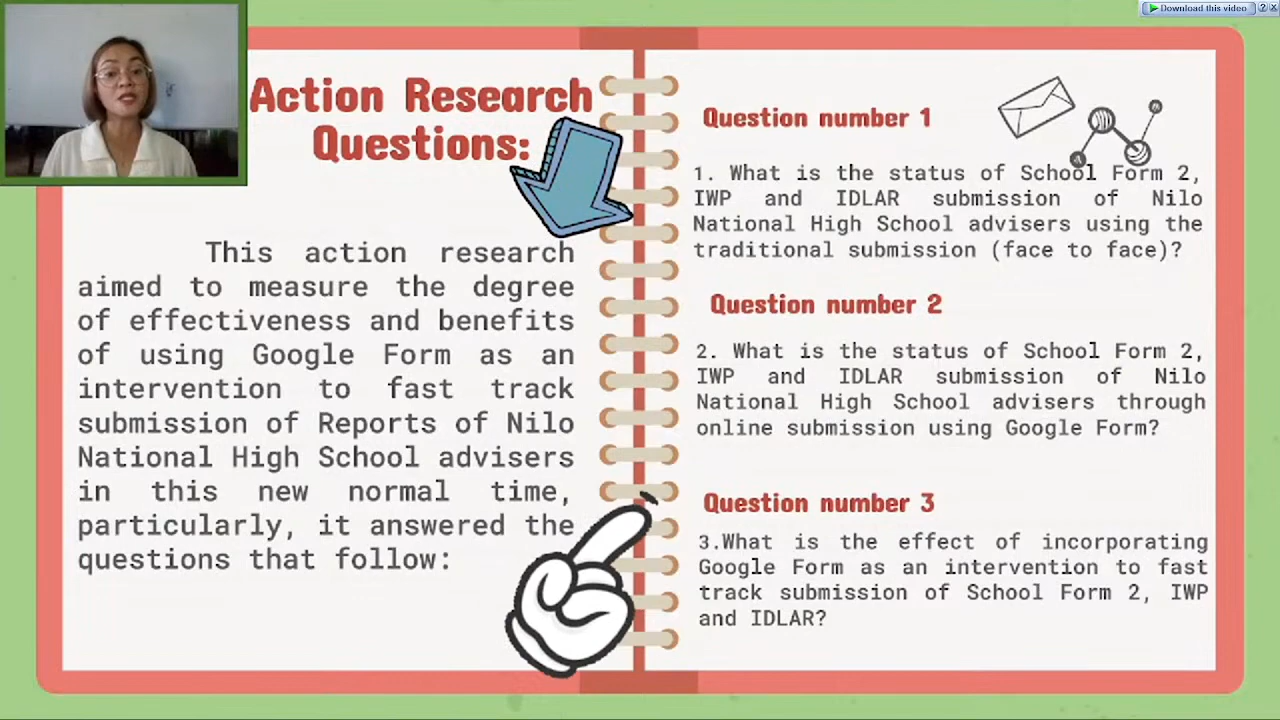 Download this video
Action Research
Questions:
This action research
aimed to measure the degree
of effectiveness and benefits
of using Google Form as an
intervention to fast track
submission of Reports of Nilo
National High School advisers
in this new normal time,
particularly, it answered the
questions that follow:
Question number 1
1. What is the status of School Form 2,
IWP and IDLAR submission of Nilo
National High School advisers using the
traditional submission (face to face)?
Question number 2
2. What is the status of School Form 2,
IWP and IDLAR submission of Nilo
National High School advisers through
online submission using Google Form?
Question number 3
3.What is the effect of incorporating
Google Form as an intervention to fast
track submission of School Form 2, IWP
and IDLAR?